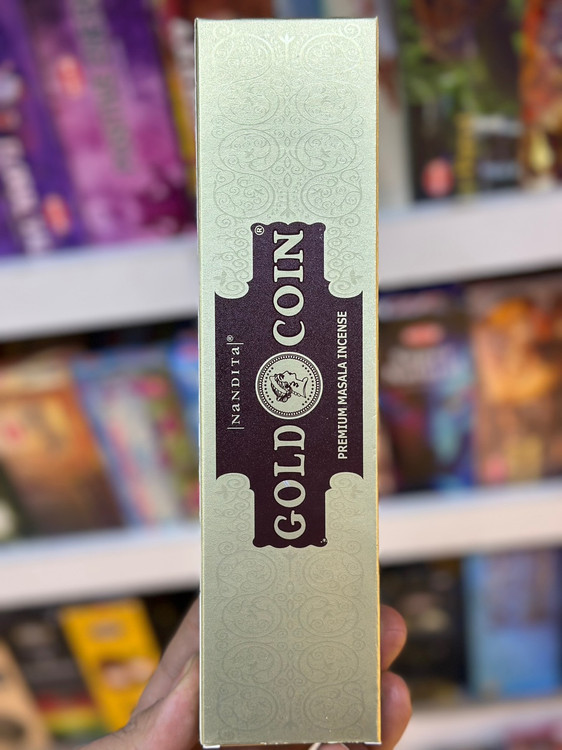 |NaNDITa|®
GOLD COIN®
PREMIUM MASALA INCENSE